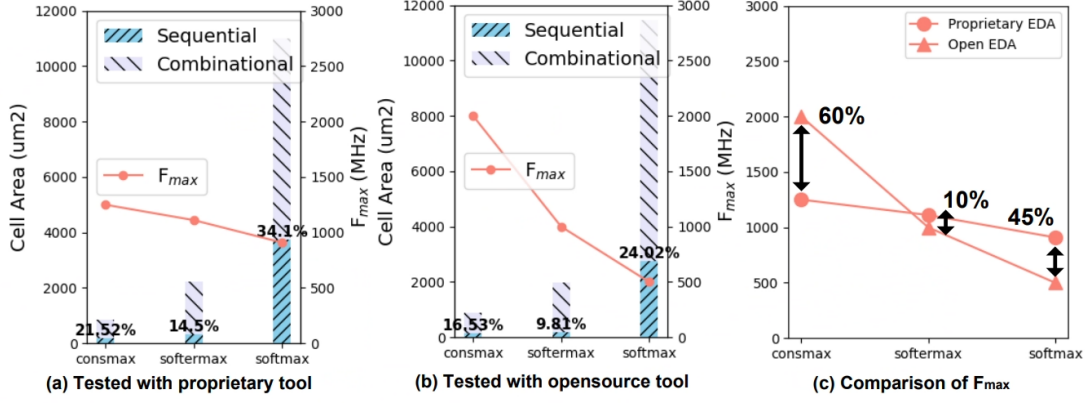 Cell Area (um2)
12000
10000
8000
6000
4000
2000
0
Sequential
Combinational
Fmax
21.52%
14.5%
34.1%
3000
2500
2000
1500
1000
500
0
Fmax (MHz)
consmax softermax softmax
(a) Tested with proprietary tool
Cell Area (um2)
12000
10000
8000
6000
4000
2000
0
Sequential
Combinational
Fmax
16.53%
9.81%
24.02%
3000
2500
2000
1500
1000
500
0
consmax softermax softmax
(b) Tested with opensource tool
Fmax (MHz)
3000
2500
2000
1500
1000
500
0
Proprietary EDA
Open EDA
60%
10%
45%
consmax softermax softmax
(c) Comparison of Fmax